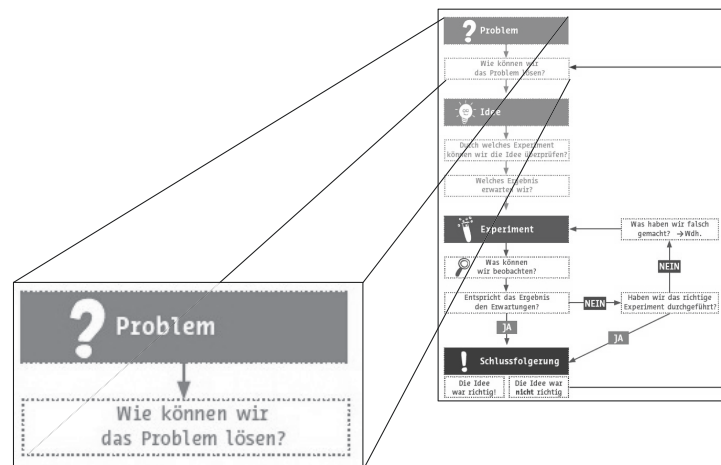 ? Problem
Wie können wir
das Problem lösen?
Idee
Durch welches Experiment
können wir die Idee überprüfen?
Welches Ergebnis
erwarten wir?
Experiment
Was können
wir beobachten?
Entspricht das Ergebnis
den Erwartungen?
NEIN
Haben wir das richtige
Experiment durchgeführt?
NEIN
Was haben wir falsch
gemacht? → Wdh.
JA
JA
! Schlussfolgerung
Die Idee
war richtig!
Die Idee war
nicht richtig
? Problem
Wie können wir
das Problem lösen?